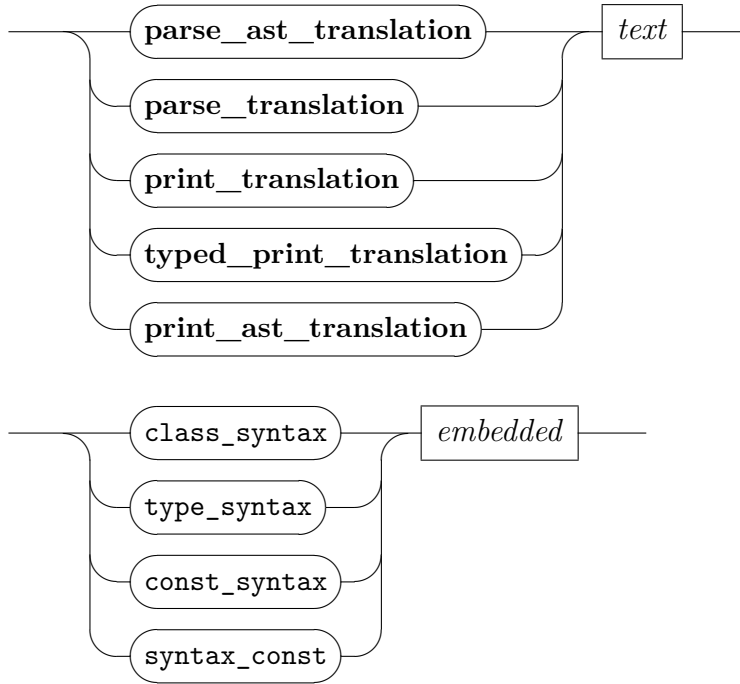 parse_ast_translation text
parse_translation
print_translation
typed_print_translation
print_ast_translation
class_syntax embedded
type_syntax
const_syntax
syntax_const